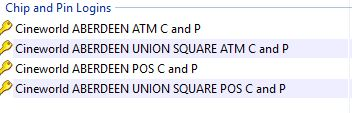 Chip and Pin Logins
Cineworld ABERDEEN ATM C and P
Cineworld ABERDEEN UNION SQUARE ATM C and P
Cineworld ABERDEEN POS C and P
Cineworld ABERDEEN UNION SQUARE POS C and P